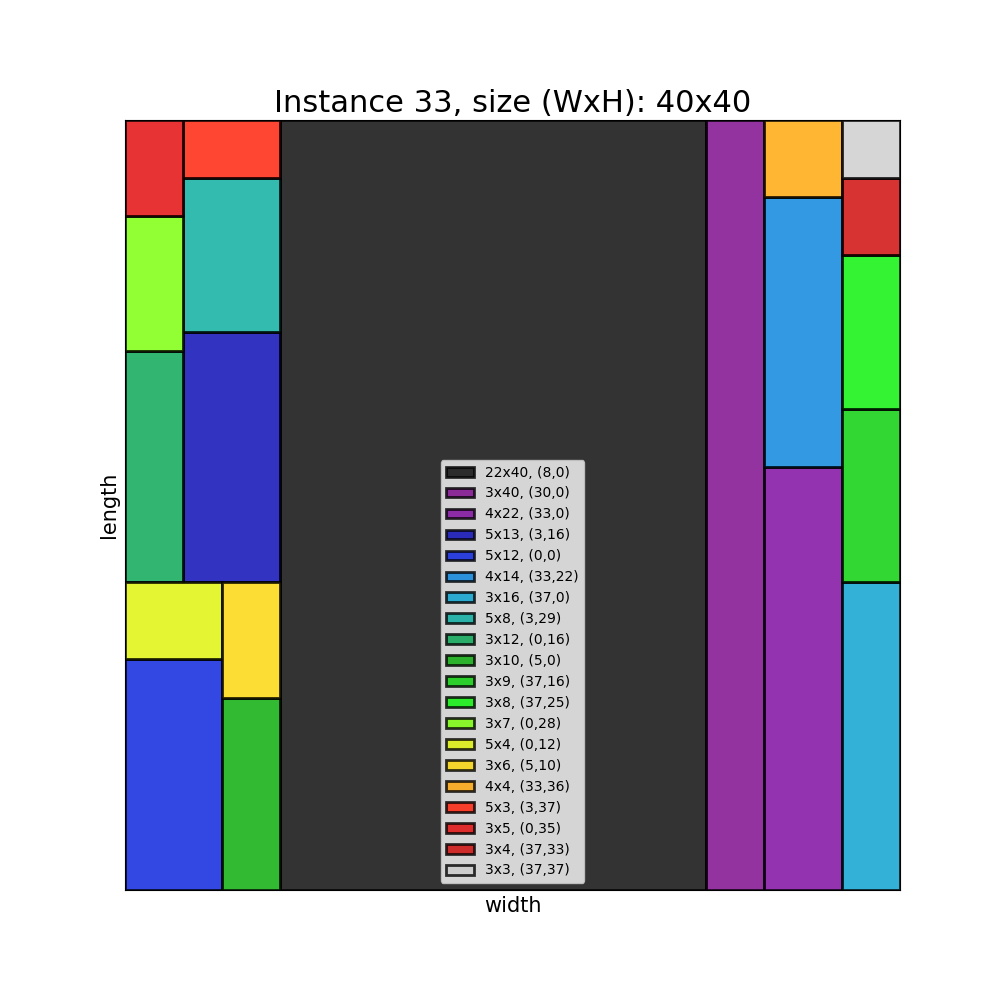 Instance 33, size (WxH): 40x40
length
22x40, (8,0)
3x40, (30,0)
4x22, (33,0)
5x13, (3,16)
5x12, (0,0)
4x14, (33,22)
3x16, (37,0)
5x8, (3,29)
3x12, (0,16)
3x10, (5,0)
3x9, (37,16)
3x8, (37,25)
3x7, (0,28)
5x4, (0,12)
3x6, (5,10)
4x4, (33,36)
5x3, (3,37)
3x5, (0,35)
3x4, (37,33)
3x3, (37,37)
width